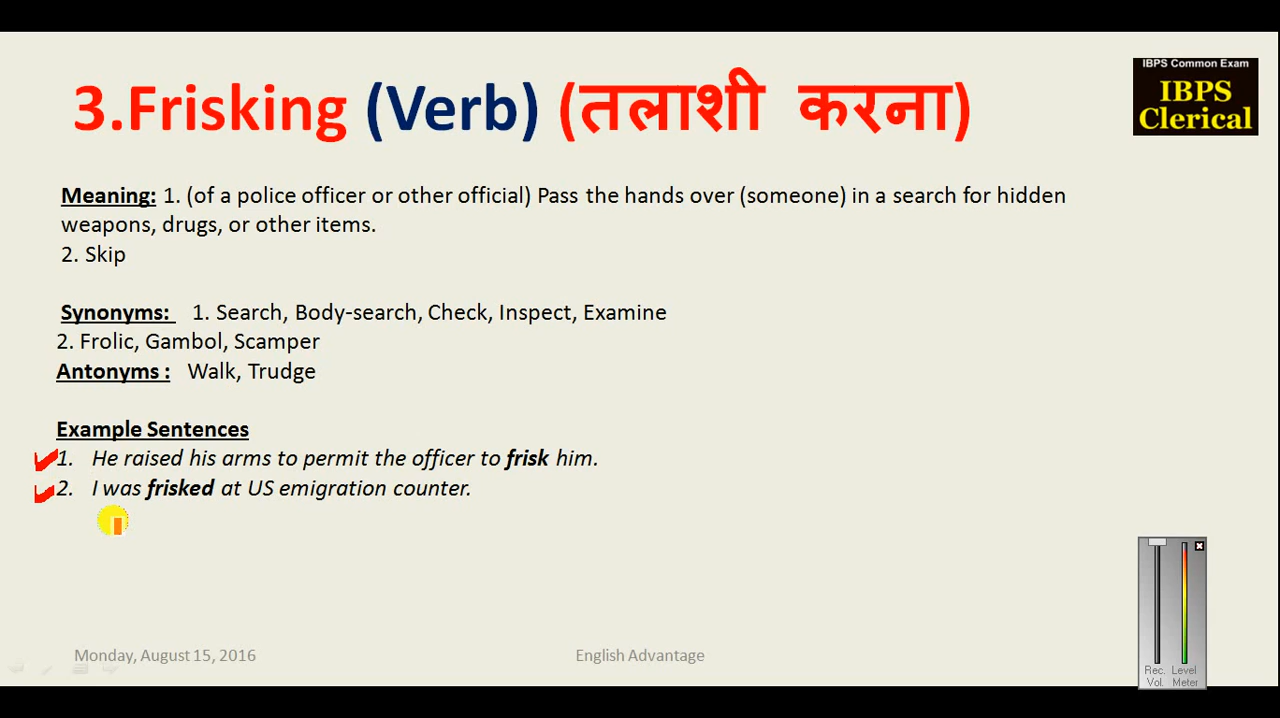 IBPS Common Exam
IBPS
Clerical
3.Frisking (Verb) (तलाशी करना)
Meaning: 1. (of a police officer or other official) Pass the hands over (someone) in a search for hidden
weapons, drugs, or other items.
2. Skip
Synonyms: 1. Search, Body-search, Check, Inspect, Examine
2. Frolic, Gambol, Scamper
Antonyms : Walk, Trudge
Example Sentences
1. He raised his arms to permit the officer to frisk him.
2. I was frisked at US emigration counter.
Monday, August 15, 2016
English Advantage
Rec. Level
Vol. Meter